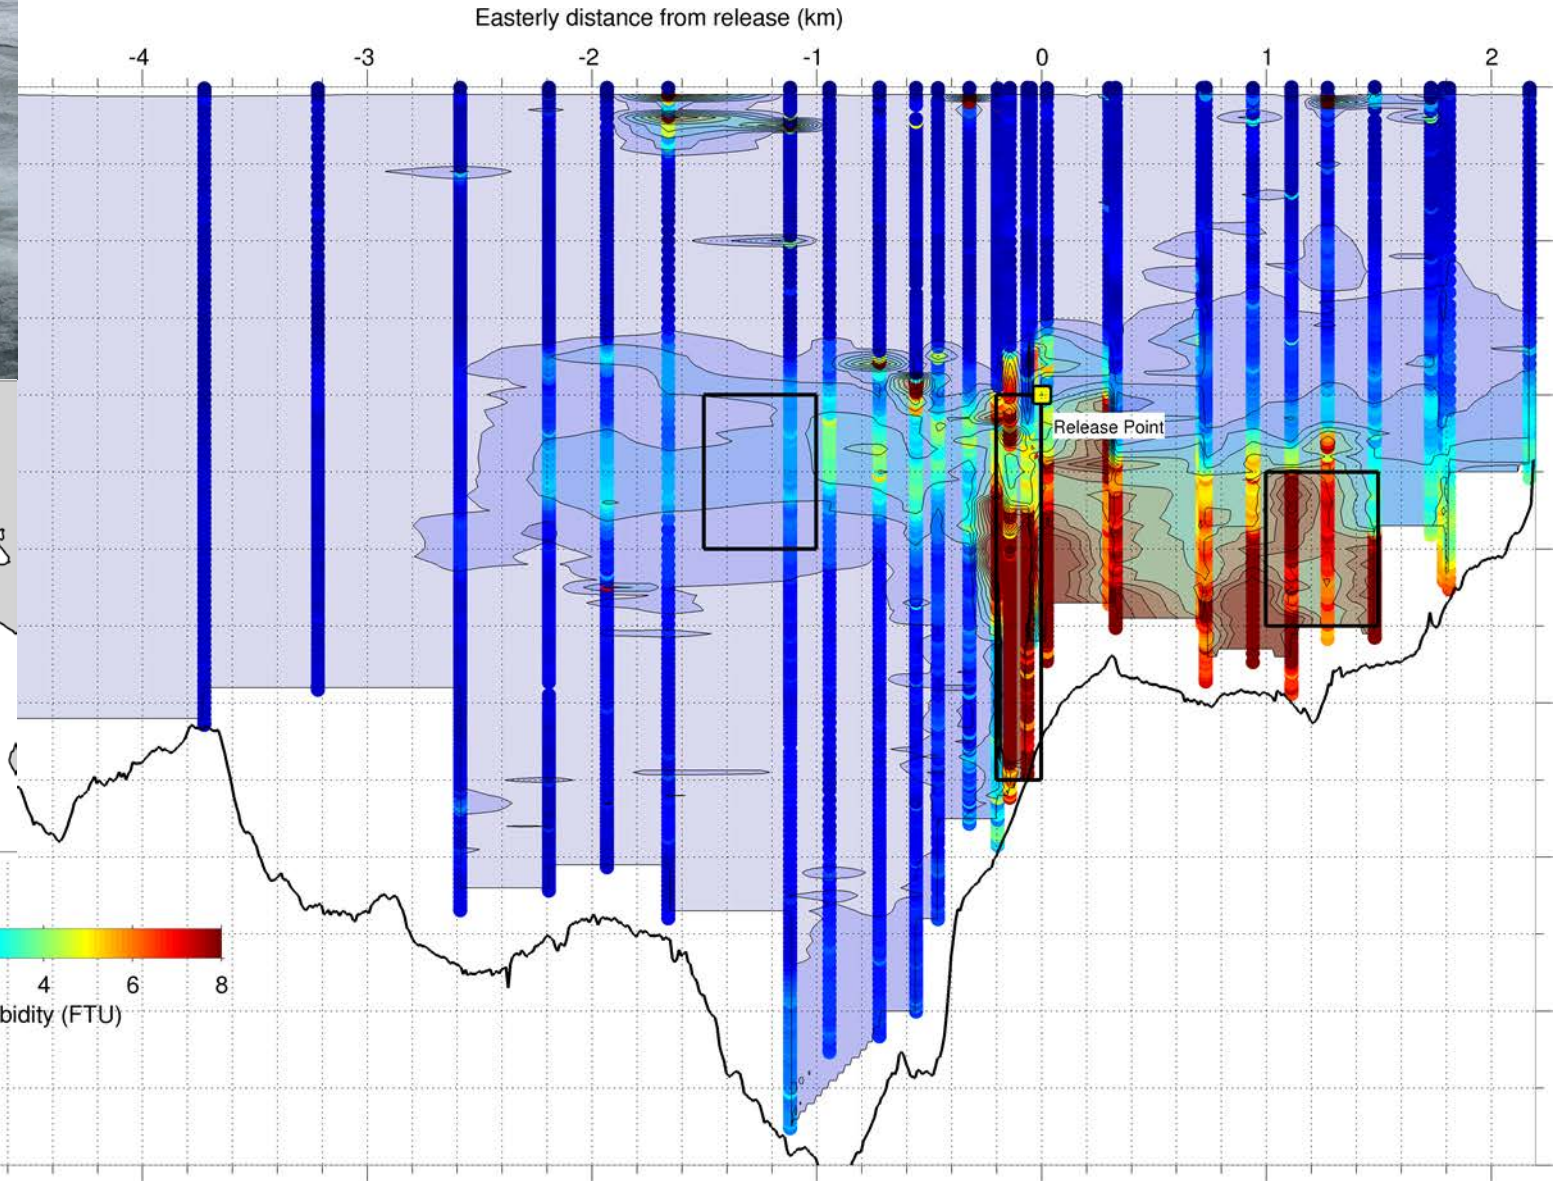 Easterly distance from release (km)
-4 -3 -2 -1 0 1 2
Release Point
4 6 8
bidity (FTU)